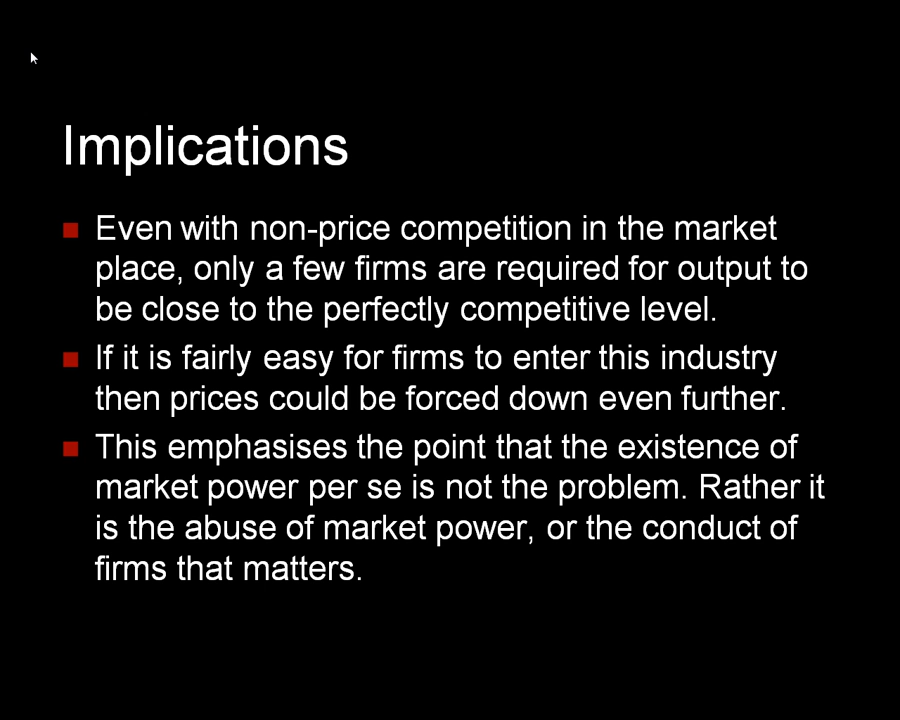 Implications
Even with non-price competition in the market
place, only a few firms are required for output to
be close to the perfectly competitive level.
If it is fairly easy for firms to enter this industry
then prices could be forced down even further.
This emphasises the point that the existence of
market power per se is not the problem. Rather it
is the abuse of market power, or the conduct of
firms that matters.